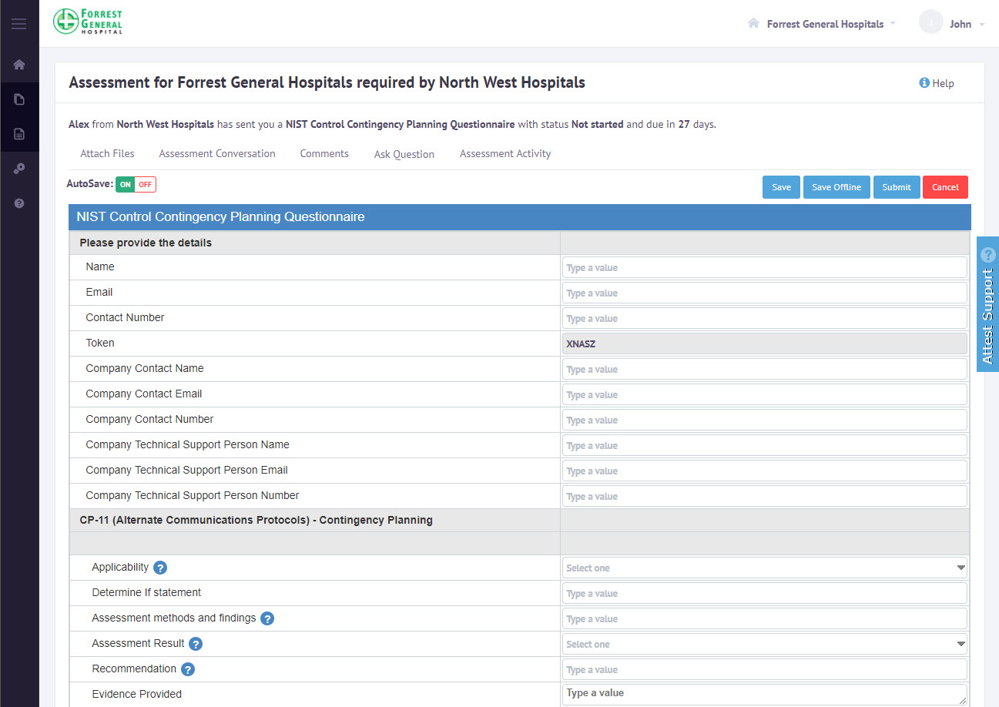 FORREST
GENERAL
HOSPITAL
Forrest General Hospitals
John
Assessment for Forrest General Hospitals required by North West Hospitals
Help
Alex from North West Hospitals has sent you a NIST Control Contingency Planning Questionnaire with status Not started and due in 27 days.
Attach Files Assessment Conversation Comments Ask Question Assessment Activity
AutoSave: ON OFF Save Save Offline Submit Cancel
NIST Control Contingency Planning Questionnaire
Please provide the details
Name Type a value
Email Type a value
Contact Number Type a value
Token XNASZ
Company Contact Name Type a value
Company Contact Email Type a value
Company Contact Number Type a value
Company Technical Support Person Name Type a value
Company Technical Support Person Email Type a value
Company Technical Support Person Number Type a value
CP-11 (Alternate Communications Protocols) - Contingency Planning
Applicability ? Select one
Determine If statement Type a value
Assessment methods and findings ? Type a value
Assessment Result ? Select one
Recommendation ? Type a value
Evidence Provided Type a value
Attest Support ?